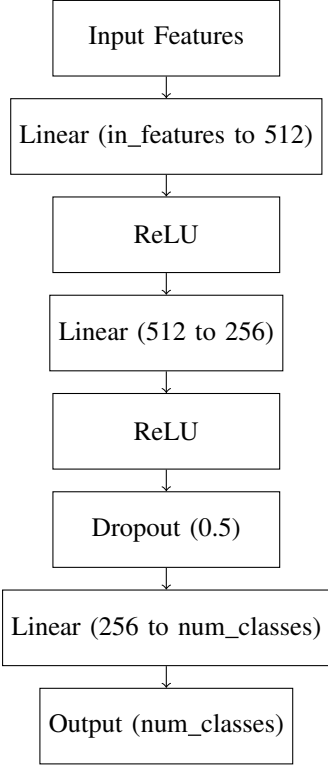 Input Features
Linear (in_features to 512)
ReLU
Linear (512 to 256)
ReLU
Dropout (0.5)
Linear (256 to num_classes)
Output (num_classes)